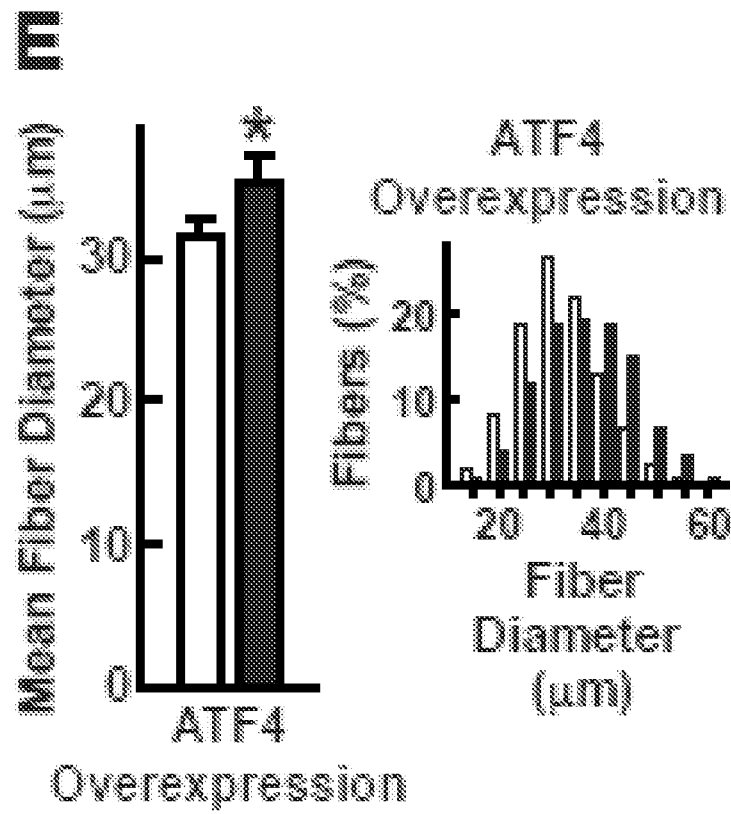 E
Mean Fiber Diameter (μm)
30
20
10
0
*
ATF4
Overexpression
ATF4
Overexpression
Fibers (%)
20
10
0
20 40 60
Fiber
Diameter
(μm)